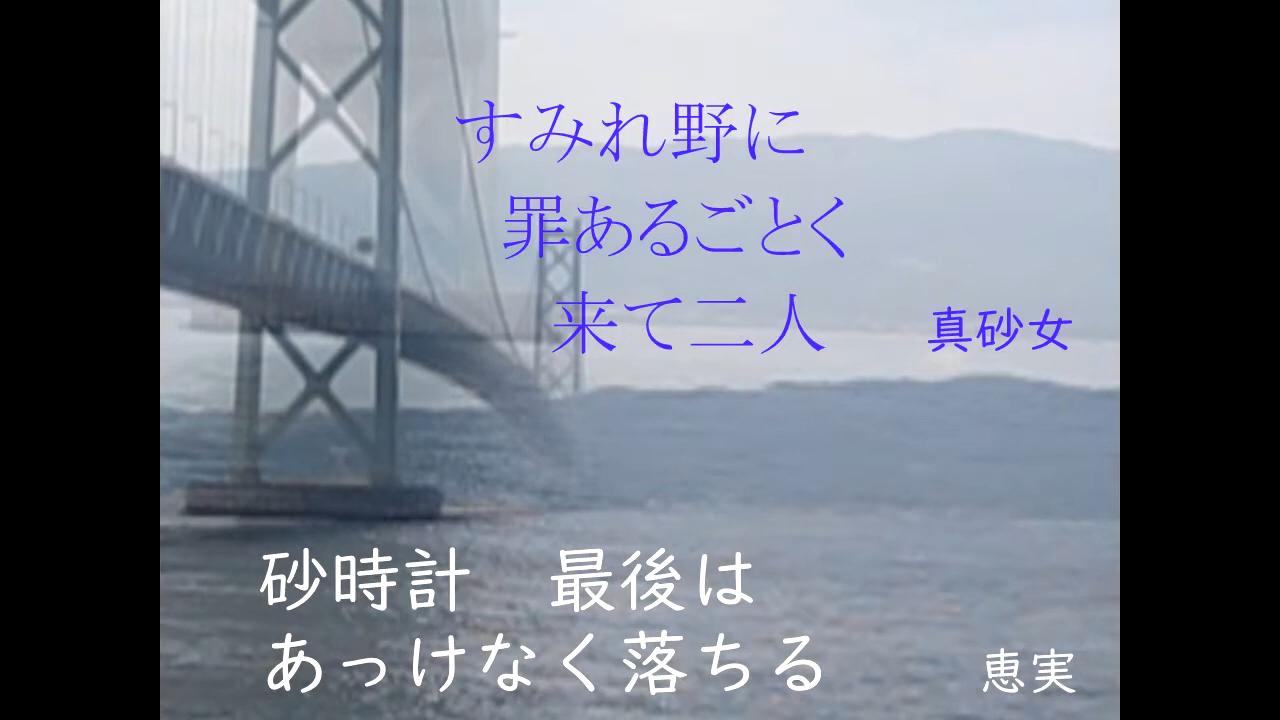 すみれ野に
罪あるごとく
来て二人　真砂女
砂時計　最後は
あっけなく落ちる　恵実